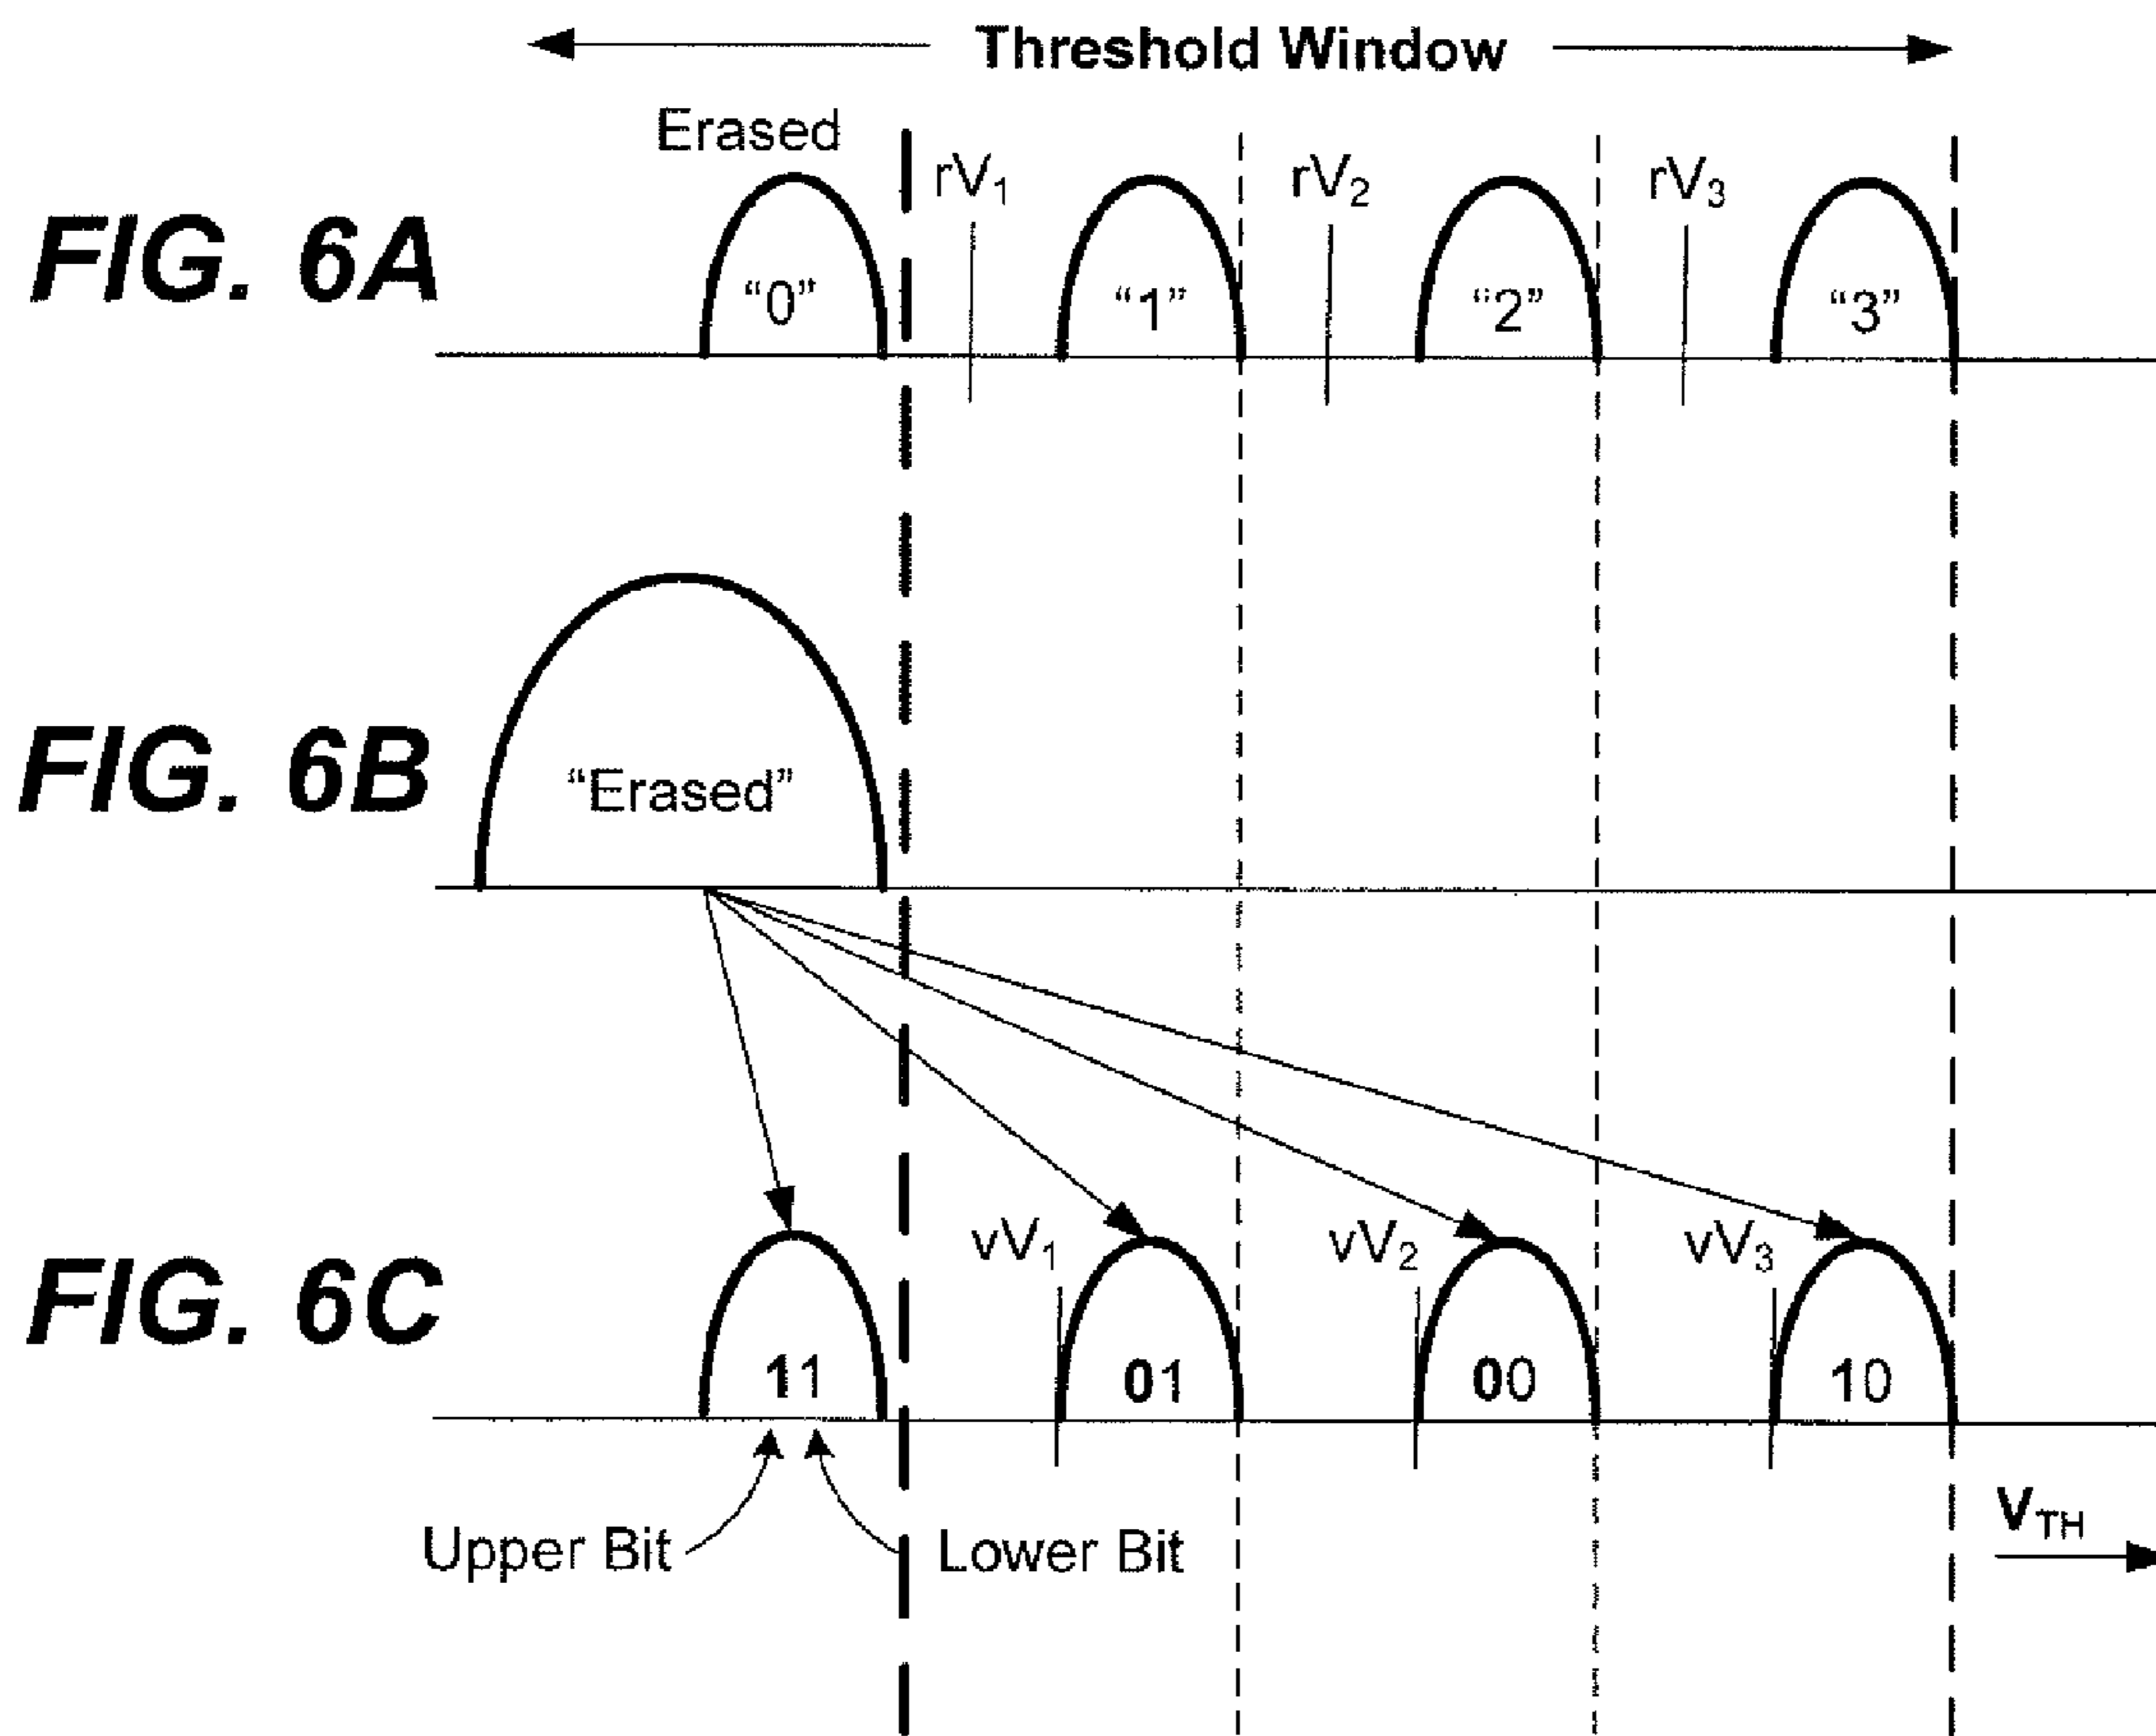 Threshold Window
Erased
rV1 rV2 rV3
FIG. 6A
“0” “1” “2” “3”
FIG. 6B
“Erased”
vV1 vV2 vV3
FIG. 6C
11 01 00 10
VTH
Upper Bit Lower Bit